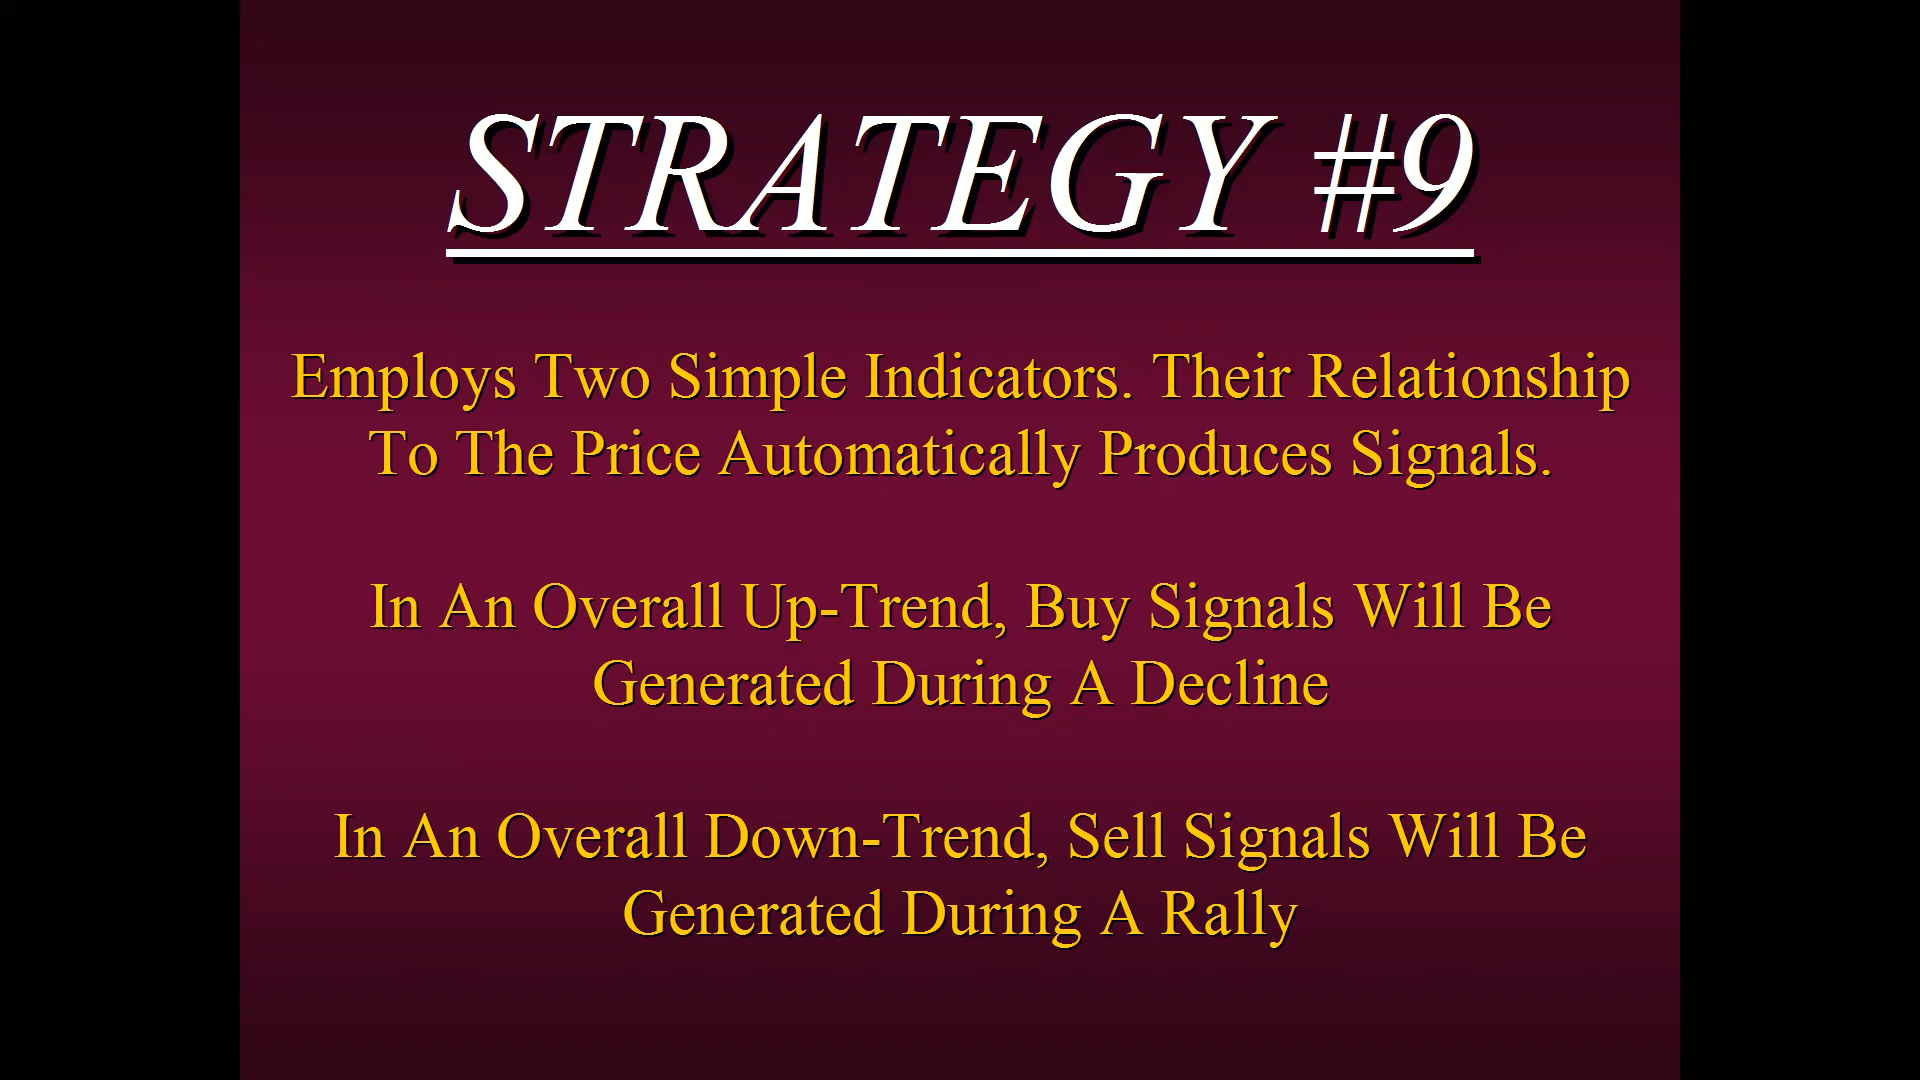 STRATEGY #9
Employs Two Simple Indicators. Their Relationship
To The Price Automatically Produces Signals.
In An Overall Up-Trend, Buy Signals Will Be
Generated During A Decline
In An Overall Down-Trend, Sell Signals Will Be
Generated During A Rally